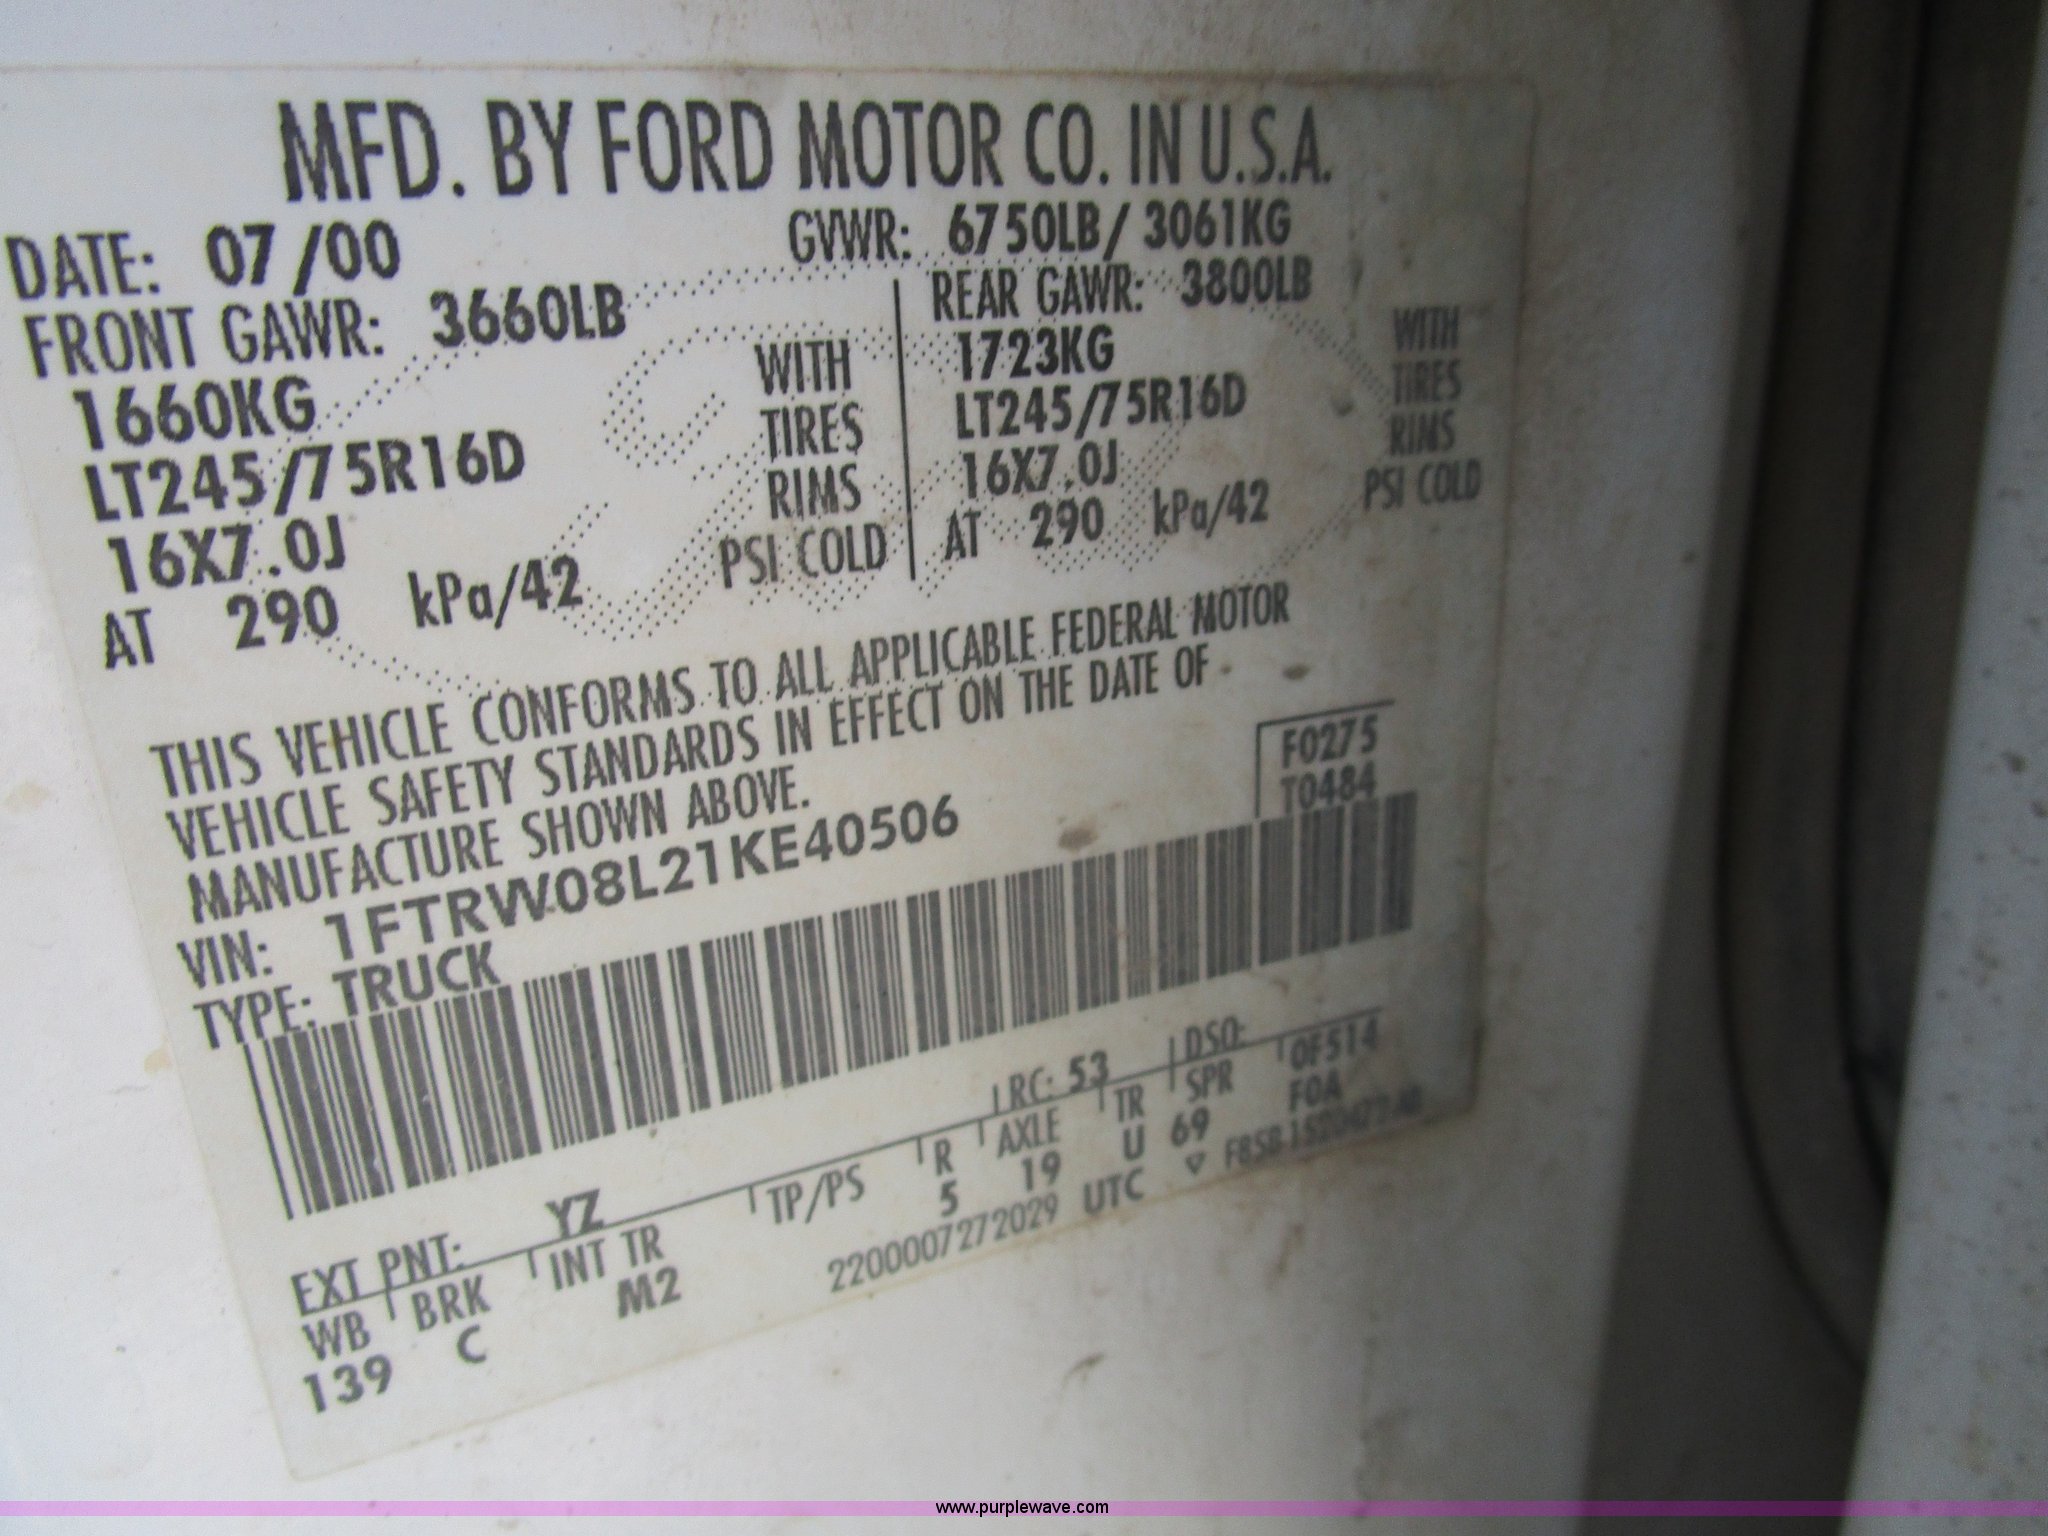 MFD. BY FORD MOTOR CO. IN U.S.A.
DATE: 07/00 GVWR: 6750LB/ 3061KG
FRONT GAWR: 3660LB REAR GAWR: 3800LB
1660KG WITH 1723KG WITH
LT245/75R16D TIRES LT245/75R16D TIRES
16X7.0J RIMS 16X7.0J RIMS
AT 290 kPa/42 PSI COLD AT 290 kPa/42 PSI COLD
THIS VEHICLE CONFORMS TO ALL APPLICABLE FEDERAL MOTOR
VEHICLE SAFETY STANDARDS IN EFFECT ON THE DATE OF
MANUFACTURE SHOWN ABOVE.
F0275
T0484
VIN: 1FTRW08L21KE40506
TYPE: TRUCK
EXT PNT: YZ RC: 53 DSO:
WB BRK INT TR TP/PS R AXLE TR SPR 0F514
139 C M2 5 19 U 69 F0A
2200007272029 UTC
www.purplewave.com